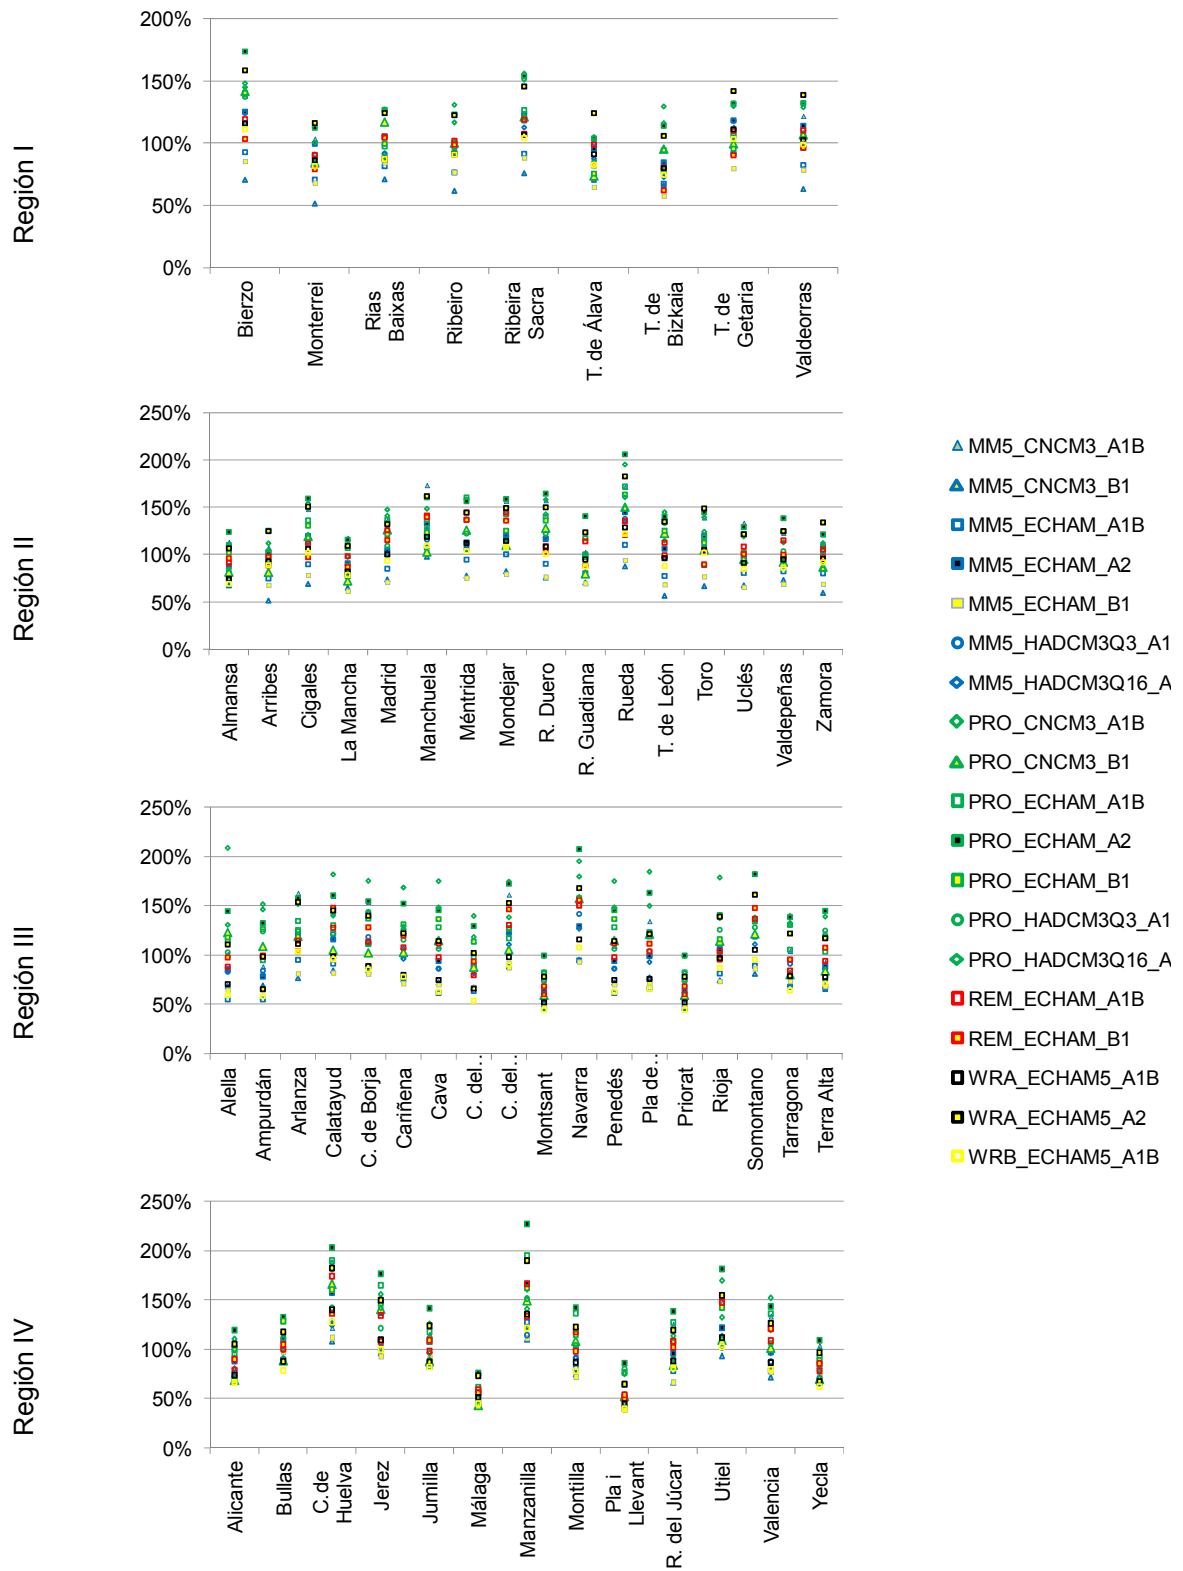 Región I
200%
150%
100%
50%
0%
Bierzo
Monterrei
Rias
Baixas
Ribeiro
Ribeira
Sacra
T. de Álava
T. de
Bizkaia
T. de
Getaria
Valdeorras
Región II
250%
200%
150%
100%
50%
0%
Almansa
Arribes
Cigales
La Mancha
Madrid
Manchuela
Méntrida
Mondejar
R. Duero
R. Guadiana
Rueda
T. de León
Toro
Uclés
Valdepeñas
Zamora
Región III
250%
200%
150%
100%
50%
0%
Alella
Ampurdán
Arlanza
Calatayud
C. de Borja
Cariñena
Cava
C. del...
C. del...
Montsant
Navarra
Penedés
Pla de...
Priorat
Rioja
Somontano
Tarragona
Terra Alta
Región IV
250%
200%
150%
100%
50%
0%
Alicante
Bullas
C.de
Huelva
Jerez
Jumilla
Málaga
Manzanilla
Montilla
Pla i
Llevant
R. del Júcar
Utiel
Valencia
Yecla
MM5_CNCM3_A1B
MM5_CNCM3_B1
MM5_ECHAM_A1B
MM5_ECHAM_A2
MM5_ECHAM_B1
MM5_HADCM3Q3_A1
MM5_HADCM3Q16_A
PRO_CNCM3_A1B
PRO_CNCM3_B1
PRO_ECHAM_A1B
PRO_ECHAM_A2
PRO_ECHAM_B1
PRO_HADCM3Q3_A1
PRO_HADCM3Q16_A
REM_ECHAM_A1B
REM_ECHAM_B1
WRA_ECHAM5_A1B
WRA_ECHAM5_A2
WRB_ECHAM5_A1B